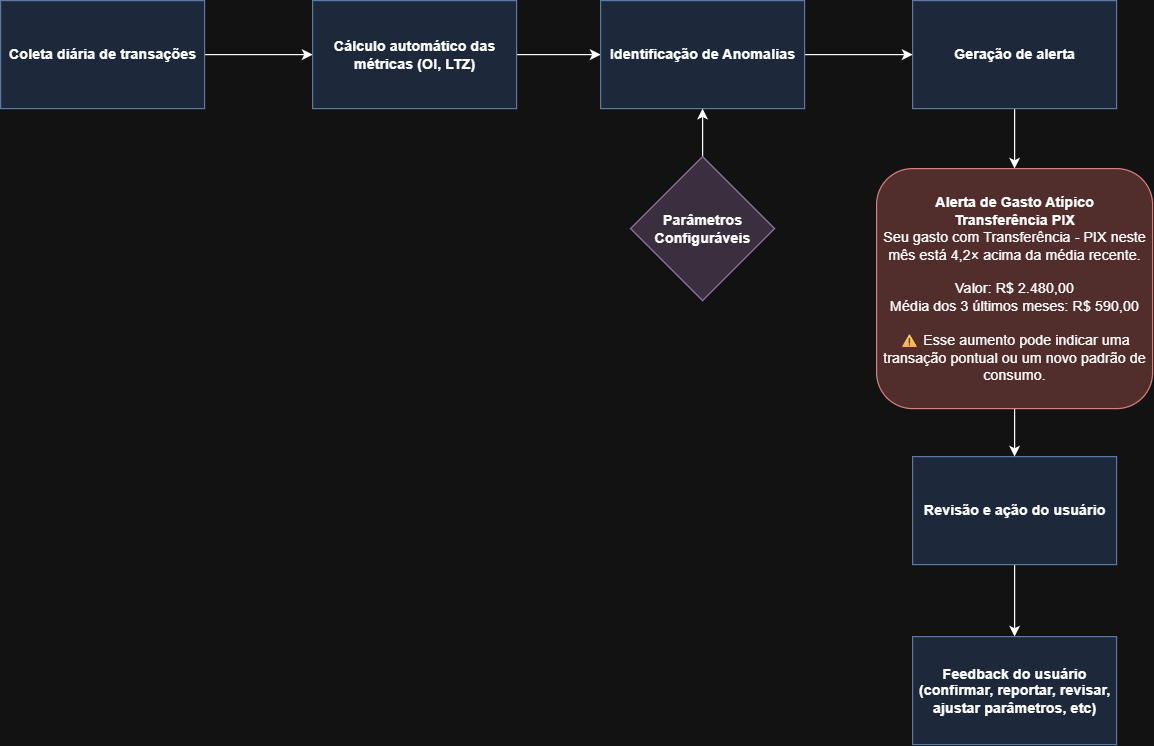 Coleta diária de transações
Cálculo automático das
métricas (OI, LTZ)
Identificação de Anomalias
Geração de alerta
Parâmetros
Configuráveis
Alerta de Gasto Atípico
Transferência PIX
Seu gasto com Transferência - PIX neste
mês está 4,2× acima da média recente.
Valor: R$ 2.480,00
Média dos 3 últimos meses: R$ 590,00
⚠️ Esse aumento pode indicar uma
transação pontual ou um novo padrão de
consumo.
Revisão e ação do usuário
Feedback do usuário
(confirmar, reportar, revisar,
ajustar parâmetros, etc)